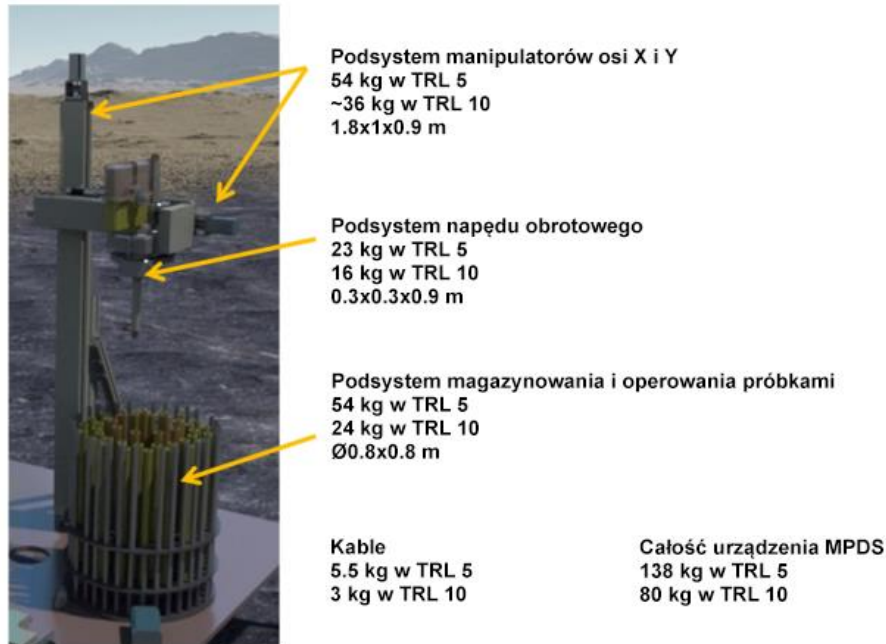 Podsystem manipulatorów osi X i Y
54 kg w TRL 5
~36 kg w TRL 10
1.8x1x0.9 m
Podsystem napędu obrotowego
23 kg w TRL 5
16 kg w TRL 10
0.3x0.3x0.9 m
Podsystem magazynowania i operowania próbkami
54 kg w TRL 5
24 kg w TRL 10
Ø0.8x0.8 m
Kable
5.5 kg w TRL 5
3 kg w TRL 10
Całość urządzenia MPDS
138 kg w TRL 5
80 kg w TRL 10